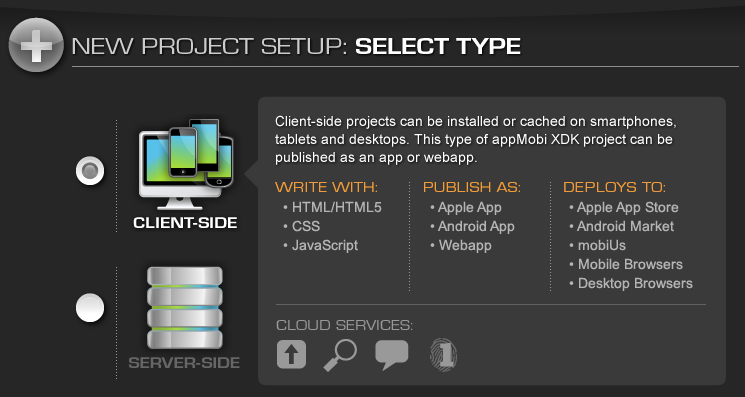 NEW PROJECT SETUP: SELECT TYPE
Client-side projects can be installed or cached on smartphones,
tablets and desktops. This type of appMobi XDK project can be
published as an app or webapp.
CLIENT-SIDE
WRITE WITH:
• HTML/HTML5
• CSS
• JavaScript
PUBLISH AS:
• Apple App
• Android App
• Webapp
DEPLOYS TO:
• Apple App Store
• Android Market
• mobiUs
• Mobile Browsers
• Desktop Browsers
SERVER-SIDE
CLOUD SERVICES:
1